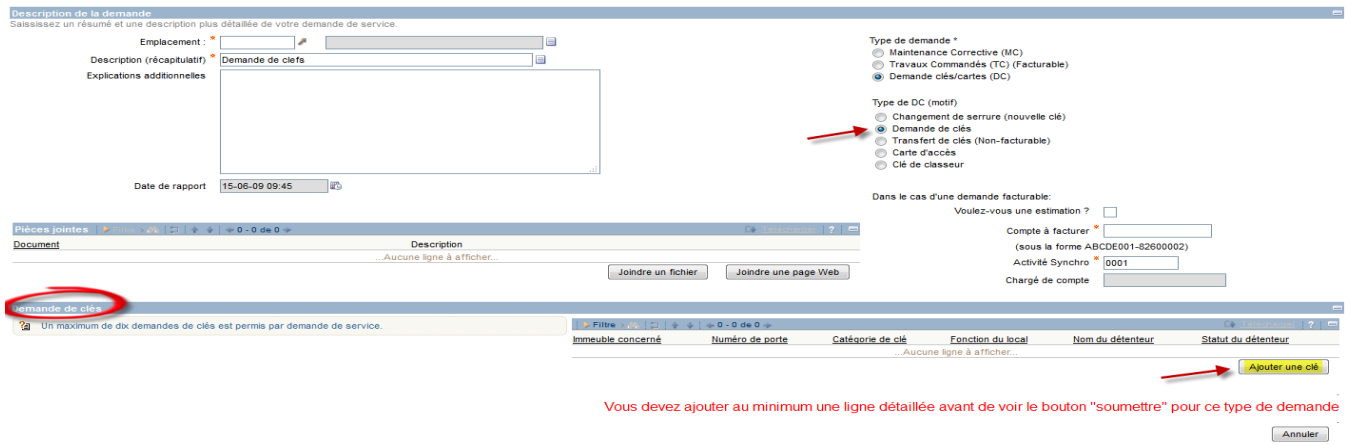 Description de la demande
Saississez un résumé et une description plus détaillée de votre demande de service.
Emplacement : *
Description (récapitulatif) * Demande de clefs
Explications additionnelles
Date de rapport 15-06-09 09:45
Type de demande *
Maintenance Corrective (MC)
Travaux Commandés (TC) (Facturable)
Demande clés/cartes (DC)
Type de DC (motif)
Changement de serrure (nouvelle clé)
Demande de clés
Transfert de clés (Non-facturable)
Carte d'accès
Clé de classeur
Dans le cas d'une demande facturable:
Voulez-vous une estimation ?
Compte à facturer *
(sous la forme ABCDE001-82600002)
Activité Synchro * 0001
Chargé de compte
Pièces jointes Filtre 0 - 0 de 0 Télécharger ?
Document Description
...Aucune ligne à afficher...
Joindre un fichier Joindre une page Web
Demande de clés
Un maximum de dix demandes de clés est permis par demande de service.
Filtre 0 - 0 de 0 Télécharger ?
Immeuble concerné Numéro de porte Catégorie de clé Fonction du local Nom du détenteur Statut du détenteur
...Aucune ligne à afficher...
Ajouter une clé
Vous devez ajouter au minimum une ligne détaillée avant de voir le bouton "soumettre" pour ce type de demande
Annuler